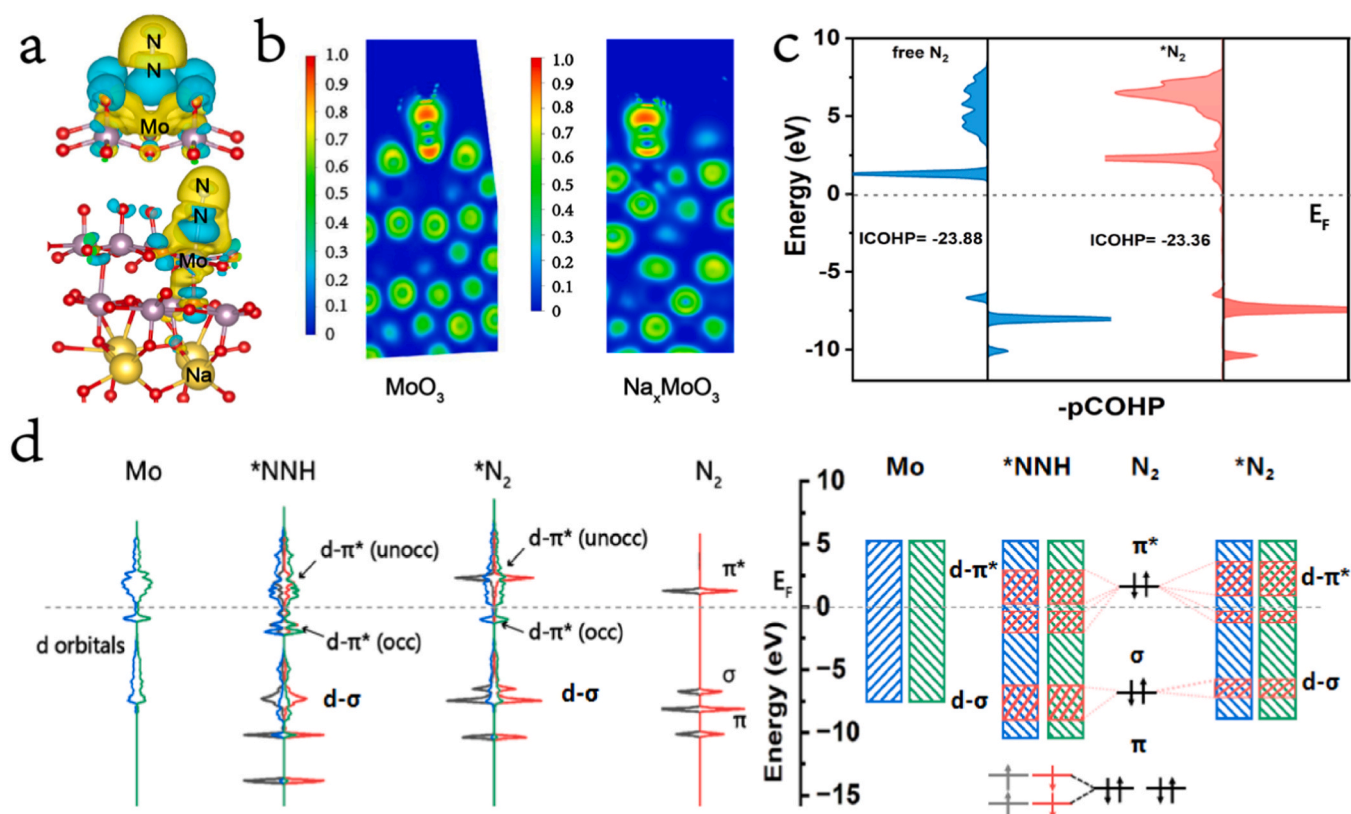 a
N
N
Mo
N
N
Mo
Na
b
1.0
0.9
0.8
0.7
0.6
0.5
0.4
0.3
0.2
0.1
0
MoO₃
1.0
0.9
0.8
0.7
0.6
0.5
0.4
0.3
0.2
0.1
0
NaₓMoO₃
c
10
5
0
-5
-10
Energy (eV)
free N₂
*N₂
E_F
ICOHP= -23.88
ICOHP= -23.36
-pCOHP
d
Mo
*NNH
*N₂
N₂
d-π* (unocc)
d-π* (unocc)
π*
d orbitals
d-π* (occ)
d-π* (occ)
d-σ
d-σ
σ
π
E_F
10
5
0
−5
−10
−15
Energy (eV)
Mo
*NNH
N₂
*N₂
d-π*
π*
d-π*
d-σ
σ
d-σ
π